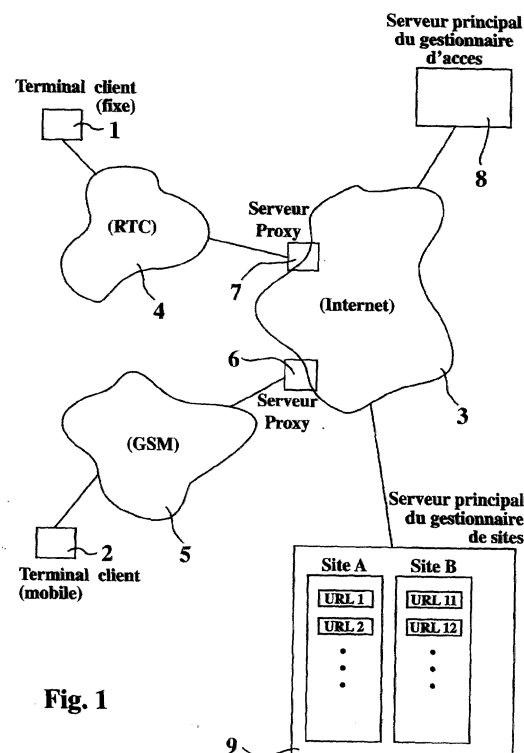 Serveur principal
du gestionnaire
d'acces
8
Terminal client
(fixe)
1
(RTC)
4
Serveur
Proxy
7
(Internet)
3
6
Serveur
Proxy
(GSM)
5
2
Terminal client
(mobile)
Serveur principal
du gestionnaire
de sites
Site A
Site B
URL 1
URL 11
URL 2
URL 12
9
Fig. 1